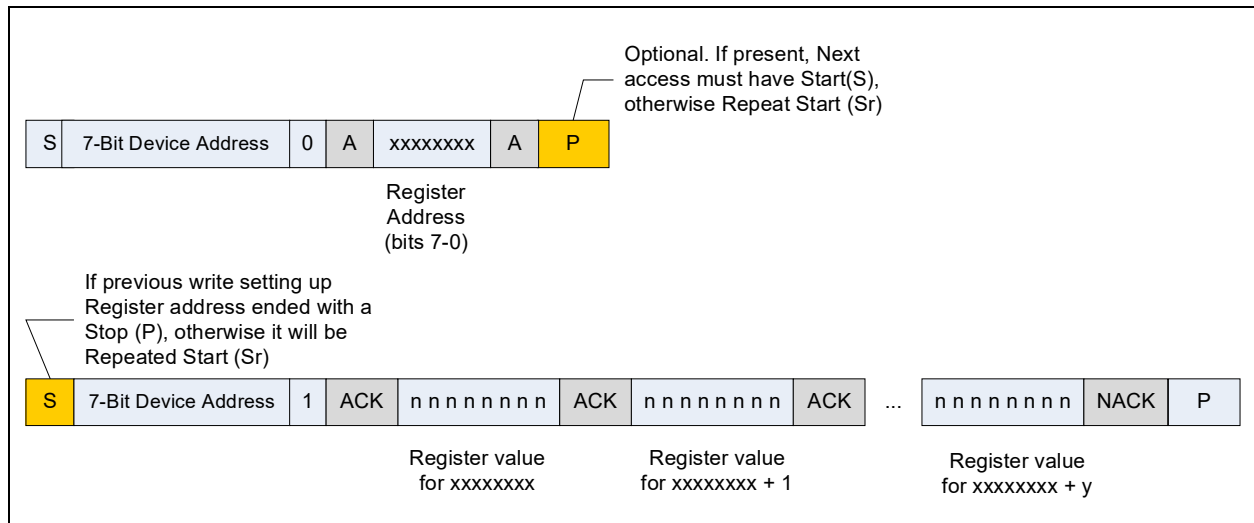 Optional. If present, Next
access must have Start(S),
otherwise Repeat Start (Sr)
S 7-Bit Device Address 0 A xxxxxxxx A P
Register
Address
(bits 7-0)
If previous write setting up
Register address ended with a
Stop (P), otherwise it will be
Repeated Start (Sr)
S 7-Bit Device Address 1 ACK n n n n n n n n ACK n n n n n n n n ACK ... n n n n n n n n NACK P
Register value Register value Register value
for xxxxxxxx for xxxxxxxx + 1 for xxxxxxxx + y